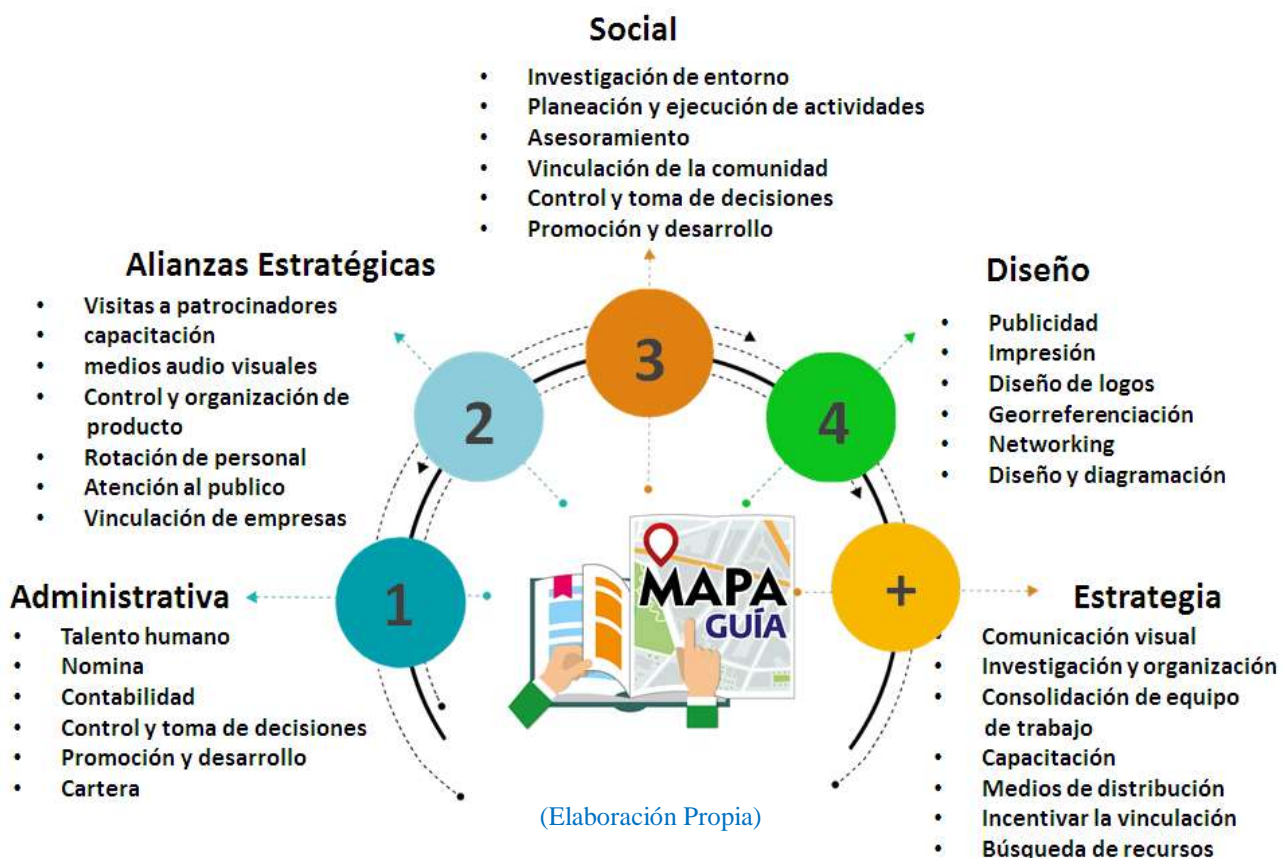 Social
• Investigación de entorno
• Planeación y ejecución de actividades
• Asesoramiento
• Vinculación de la comunidad
• Control y toma de decisiones
• Promoción y desarrollo
Alianzas Estratégicas
• Visitas a patrocinadores
• capacitación
• medios audio visuales
• Control y organización de
producto
• Rotación de personal
• Atención al publico
• Vinculación de empresas
Diseño
• Publicidad
• Impresión
• Diseño de logos
• Georreferenciación
• Networking
• Diseño y diagramación
3
2
4
1
+
MAPA
GUÍA
Administrativa
• Talento humano
• Nomina
• Contabilidad
• Control y toma de decisiones
• Promoción y desarrollo
• Cartera
Estrategia
• Comunicación visual
• Investigación y organización
• Consolidación de equipo
de trabajo
• Capacitación
• Medios de distribución
• Incentivar la vinculación
• Búsqueda de recursos
(Elaboración Propia)